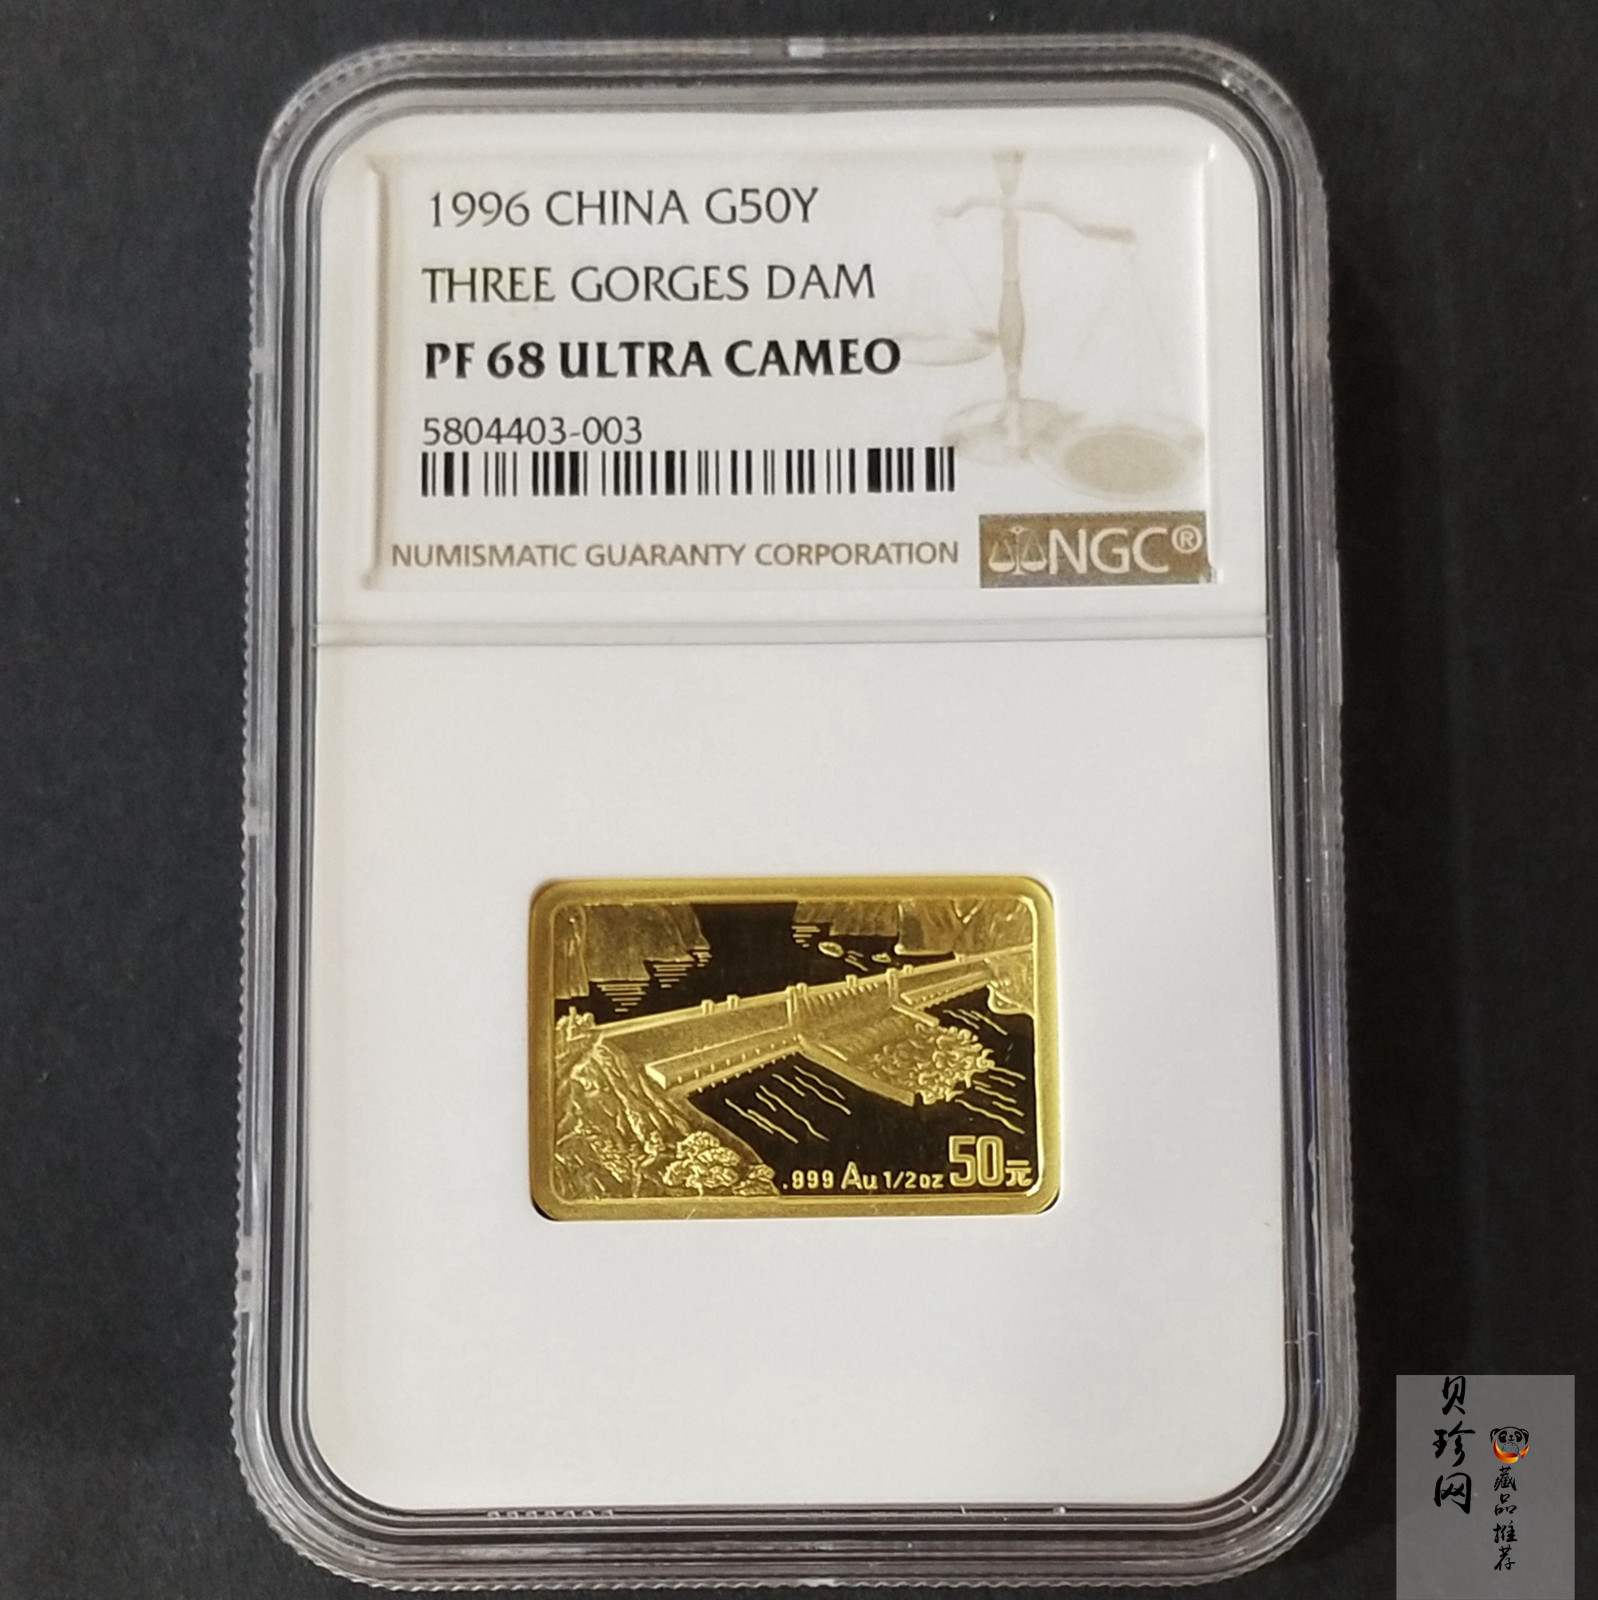 1996 CHINA G50Y
THREE GORGES DAM
PF 68 ULTRA CAMEO
5804403-003
NUMISMATIC GUARANTY CORPORATION
NGC®
.999 Au 1/2oz 50元
贝珍网
藏品推荐